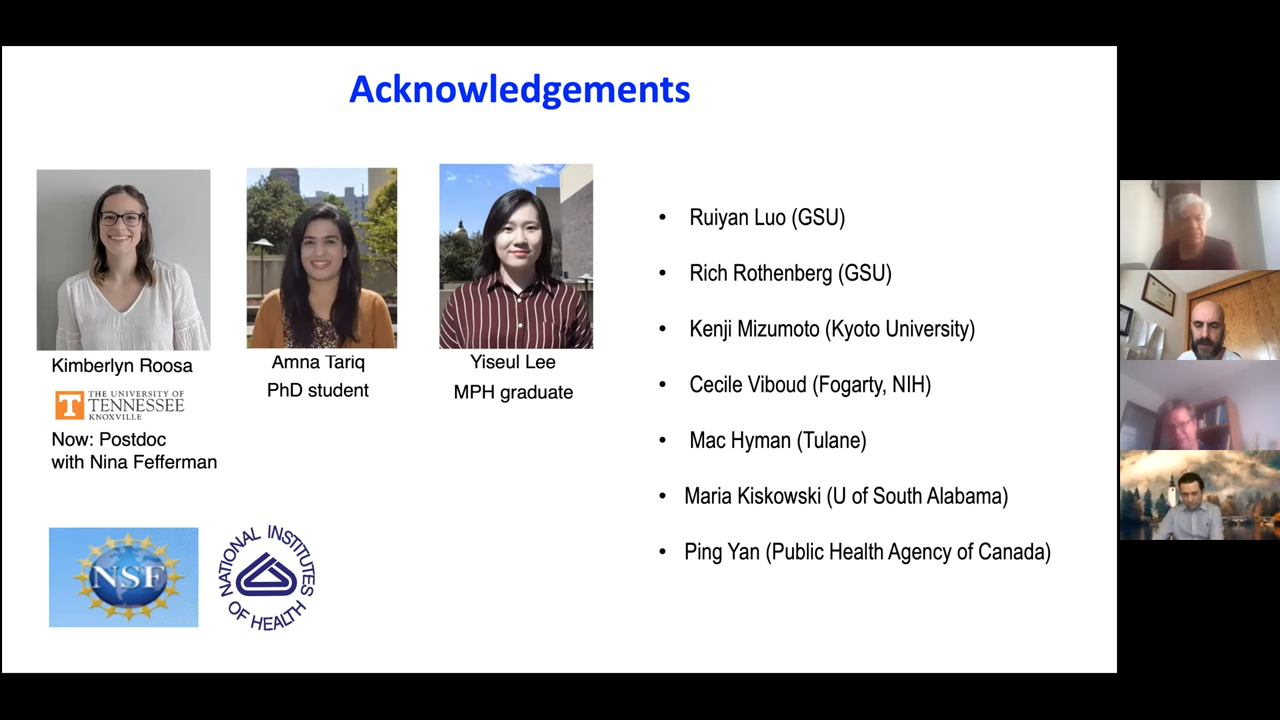 Acknowledgements
Kimberlyn Roosa
THE UNIVERSITY OF
TENNESSEE
KNOXVILLE
Now: Postdoc
with Nina Fefferman
Amna Tariq
PhD student
Yiseul Lee
MPH graduate
• Ruiyan Luo (GSU)
• Rich Rothenberg (GSU)
• Kenji Mizumoto (Kyoto University)
• Cecile Viboud (Fogarty, NIH)
• Mac Hyman (Tulane)
• Maria Kiskowski (U of South Alabama)
• Ping Yan (Public Health Agency of Canada)
NSF
NATIONAL INSTITUTES
OF HEALTH